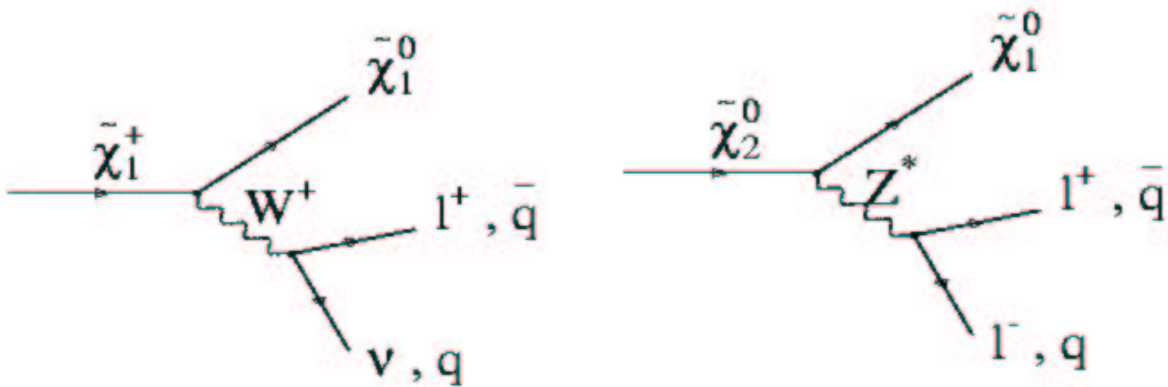 χ̃₁⁺
χ̃₁⁰
W⁺
l⁺ , q̄
ν , q
χ̃₂⁰
χ̃₁⁰
Z*
l⁺ , q̄
l⁻ , q